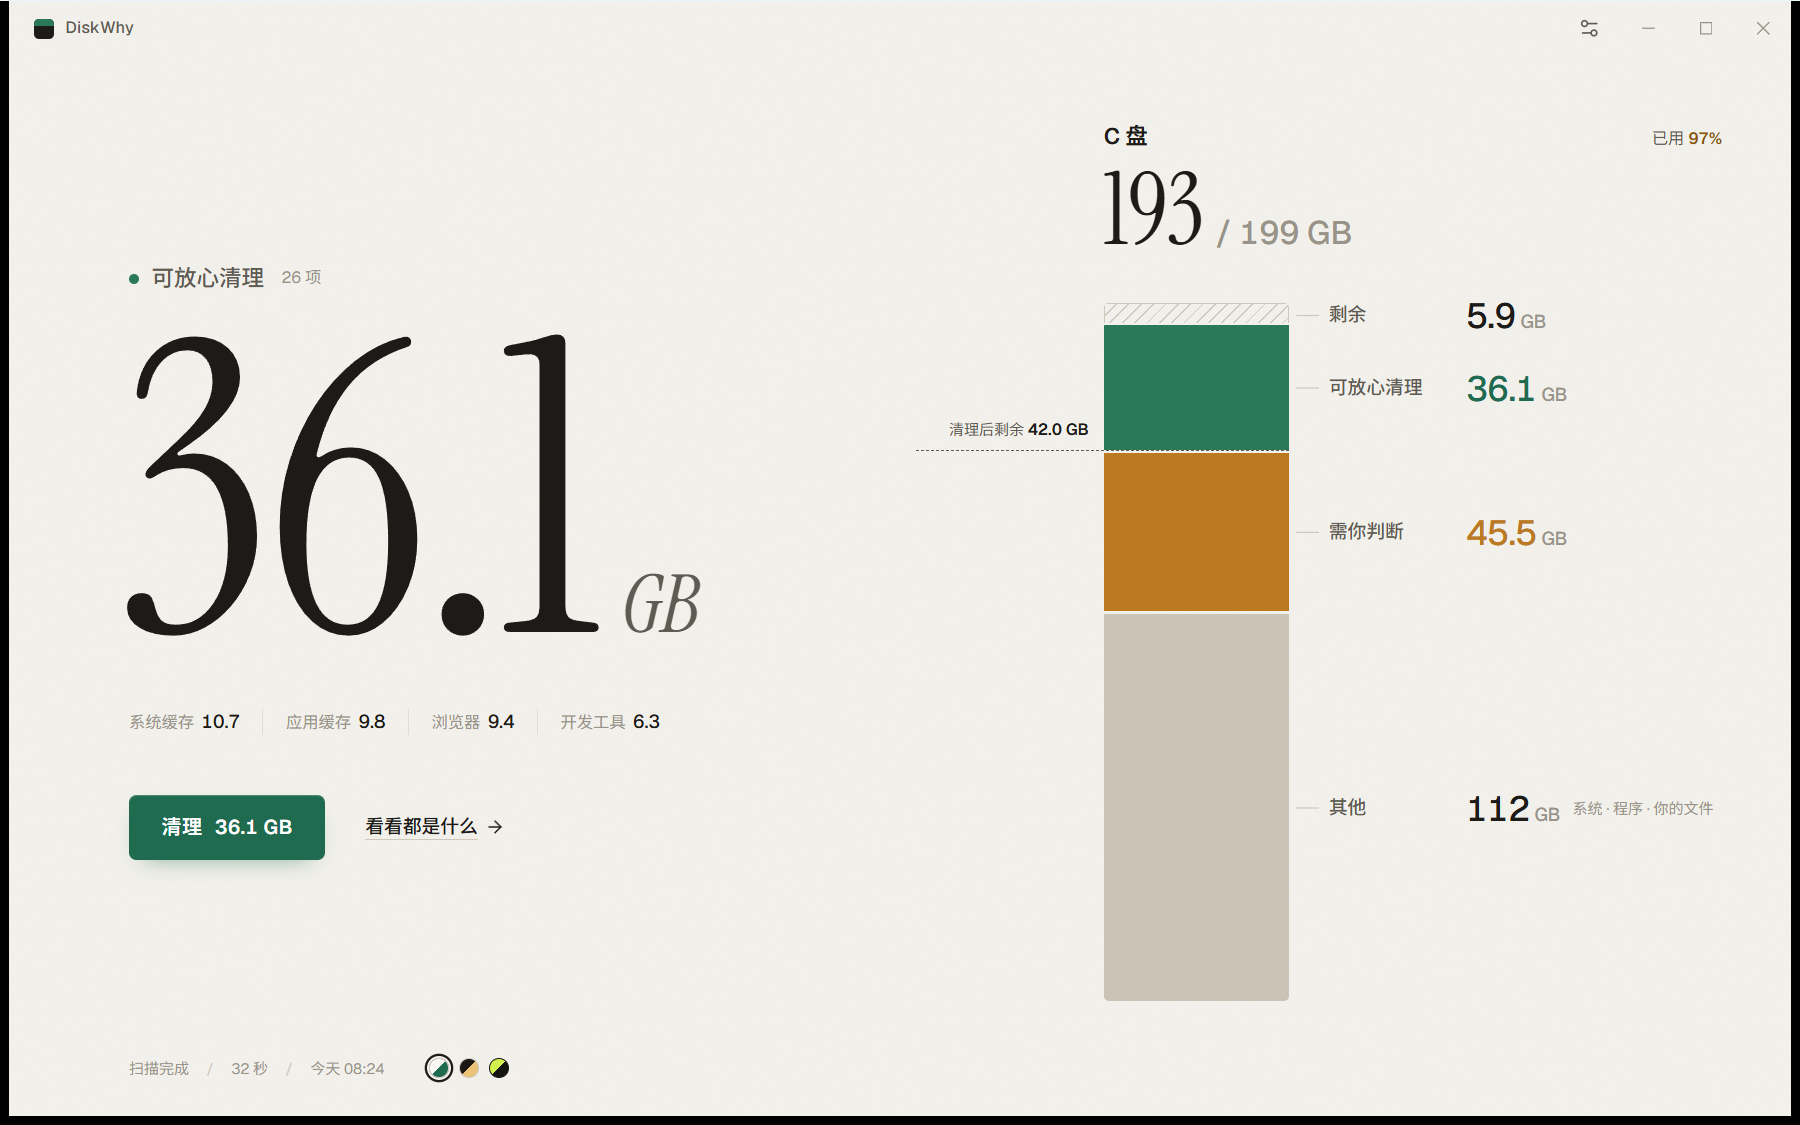 DiskWhy
可放心清理 26 项
36.1 GB
系统缓存 10.7 应用缓存 9.8 浏览器 9.4 开发工具 6.3
清理 36.1 GB
看看都是什么 →
扫描完成 / 32 秒 / 今天 08:24
C 盘
已用 97%
193 / 199 GB
剩余 5.9 GB
可放心清理 36.1 GB
清理后剩余 42.0 GB
需你判断 45.5 GB
其他 112 GB 系统 · 程序 · 你的文件